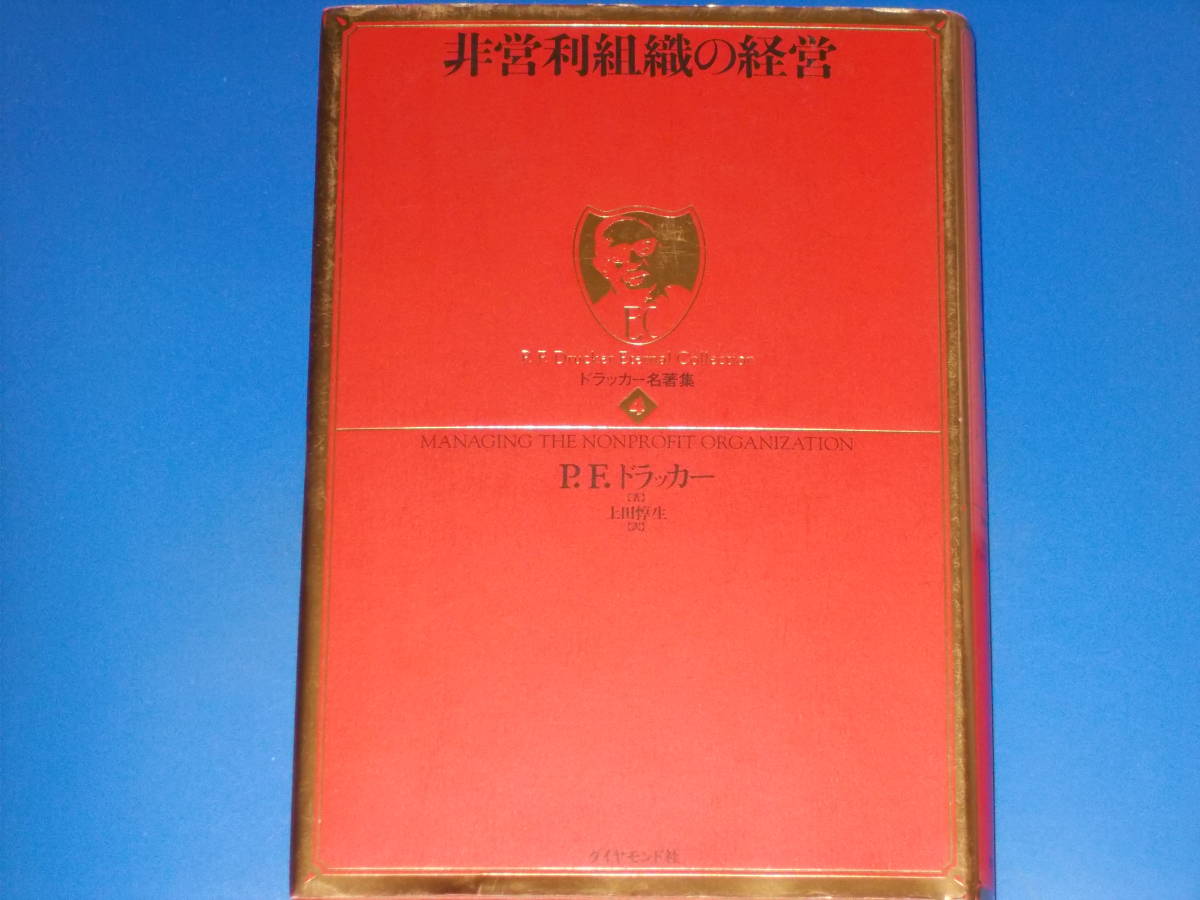 非営利組織の経営
EC
P. F. Drucker Eternal Collection
ドラッカー名著集
4
MANAGING THE NONPROFIT ORGANIZATION
P. F. ドラッカー
[著]
上田惇生
[訳]
ダイヤモンド社